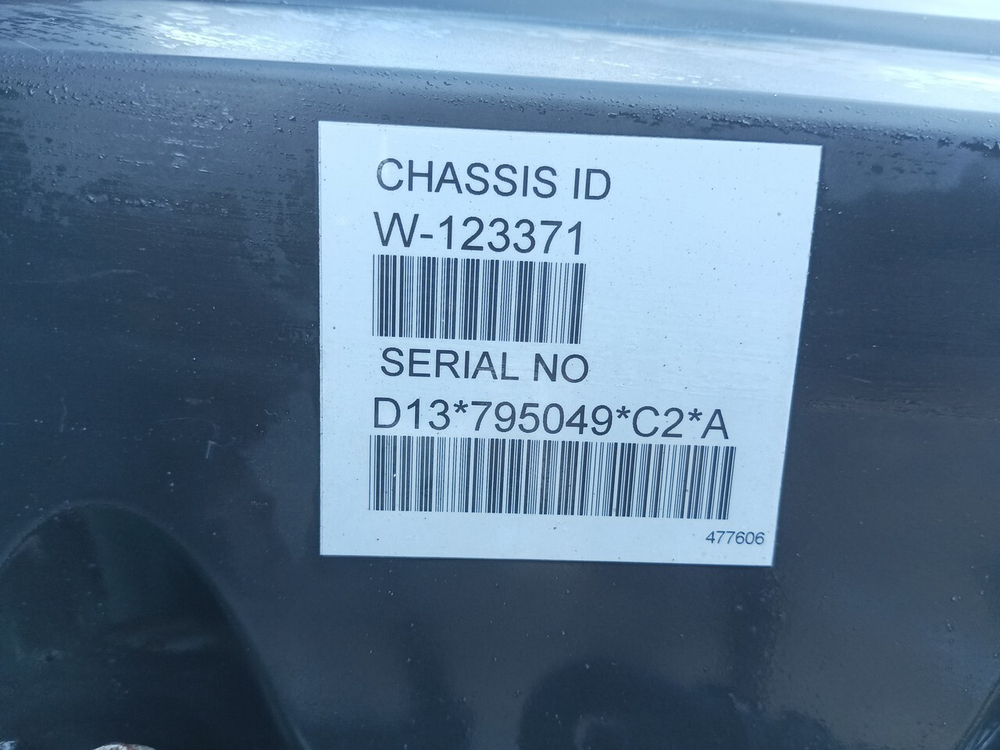 CHASSIS ID
W-123371
SERIAL NO
D13*795049*C2*A
477606